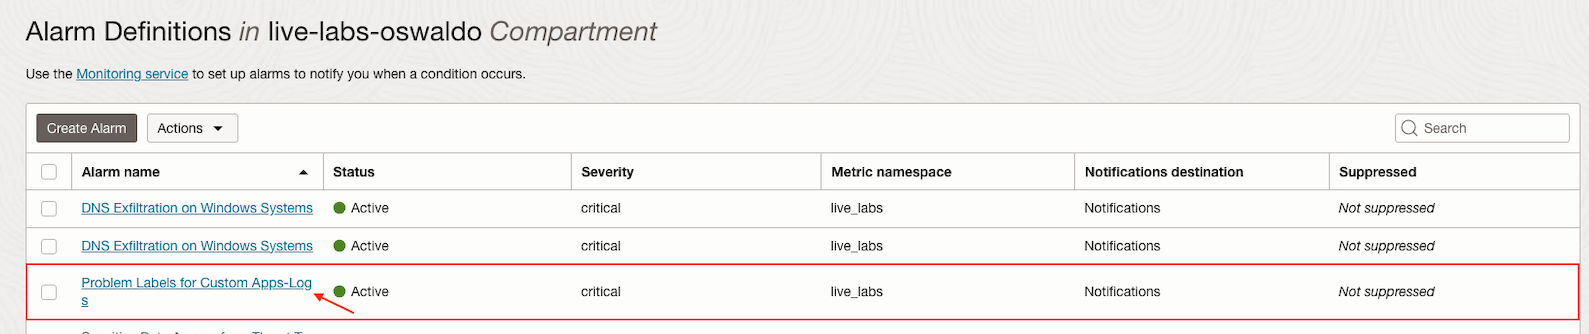 Alarm Definitions in live-labs-oswaldo Compartment
Use the Monitoring service to set up alarms to notify you when a condition occurs.
Create Alarm Actions Search
Alarm name Status Severity Metric namespace Notifications destination Suppressed
DNS Exfiltration on Windows Systems Active critical live_labs Notifications Not suppressed
DNS Exfiltration on Windows Systems Active critical live_labs Notifications Not suppressed
Problem Labels for Custom Apps-Log
s Active critical live_labs Notifications Not suppressed